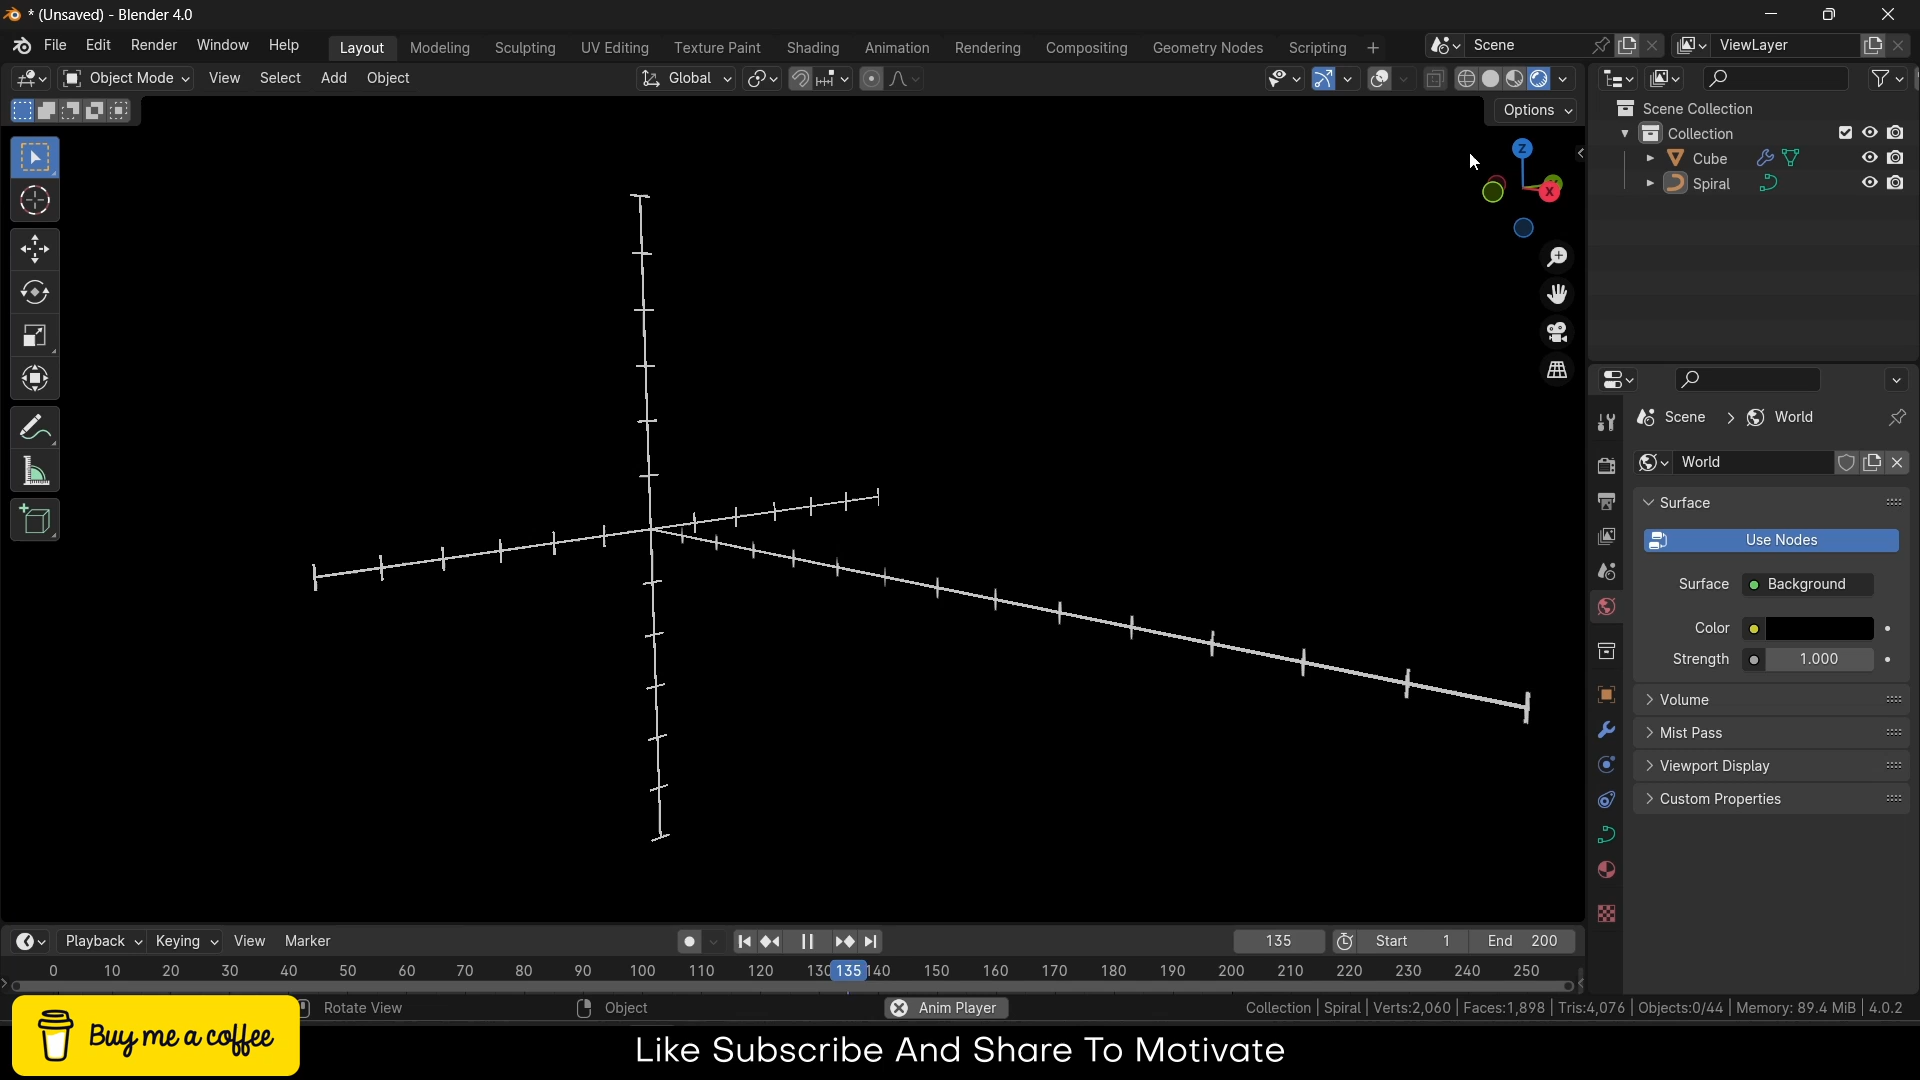 * (Unsaved) - Blender 4.0
File Edit Render Window Help Layout Modeling Sculpting UV Editing Texture Paint Shading Animation Rendering Compositing Geometry Nodes Scripting + Scene ViewLayer
Object Mode View Select Add Object Global
Options
Z
X
Scene Collection
Collection
Cube
Spiral
Scene > World
World
Surface
Use Nodes
Surface Background
Color
Strength 1.000
Volume
Mist Pass
Viewport Display
Custom Properties
Playback Keying View Marker 135 Start 1 End 200
0 10 20 30 40 50 60 70 80 90 100 110 120 130 135 140 150 160 170 180 190 200 210 220 230 240 250
Rotate View Object Anim Player Collection | Spiral | Verts:2,060 | Faces:1,898 | Tris:4,076 | Objects:0/44 | Memory: 89.4 MiB | 4.0.2
Buy me a coffee
Like Subscribe And Share To Motivate